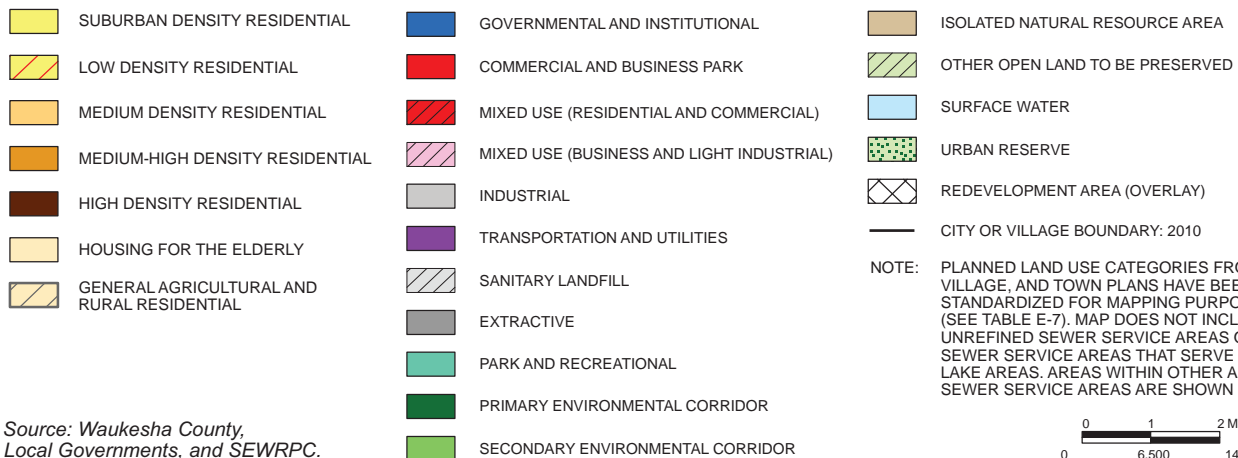 SUBURBAN DENSITY RESIDENTIAL
LOW DENSITY RESIDENTIAL
MEDIUM DENSITY RESIDENTIAL
MEDIUM-HIGH DENSITY RESIDENTIAL
HIGH DENSITY RESIDENTIAL
HOUSING FOR THE ELDERLY
GENERAL AGRICULTURAL AND
RURAL RESIDENTIAL
GOVERNMENTAL AND INSTITUTIONAL
COMMERCIAL AND BUSINESS PARK
MIXED USE (RESIDENTIAL AND COMMERCIAL)
MIXED USE (BUSINESS AND LIGHT INDUSTRIAL)
INDUSTRIAL
TRANSPORTATION AND UTILITIES
SANITARY LANDFILL
EXTRACTIVE
PARK AND RECREATIONAL
PRIMARY ENVIRONMENTAL CORRIDOR
SECONDARY ENVIRONMENTAL CORRIDOR
ISOLATED NATURAL RESOURCE AREA
OTHER OPEN LAND TO BE PRESERVED
SURFACE WATER
URBAN RESERVE
REDEVELOPMENT AREA (OVERLAY)
CITY OR VILLAGE BOUNDARY: 2010
NOTE: PLANNED LAND USE CATEGORIES
VILLAGE, AND TOWN PLANS HAVE
STANDARDIZED FOR MAPPING
(SEE TABLE E-7). MAP DOES NOT
UNREFINED SEWER SERVICE AREAS
SEWER SERVICE AREAS THAT SERVE
LAKE AREAS. AREAS WITHIN OTHER
SEWER SERVICE AREAS ARE SHOWN
0 1 2
0 6,500
Source: Waukesha County,
Local Governments, and SEWRPC.